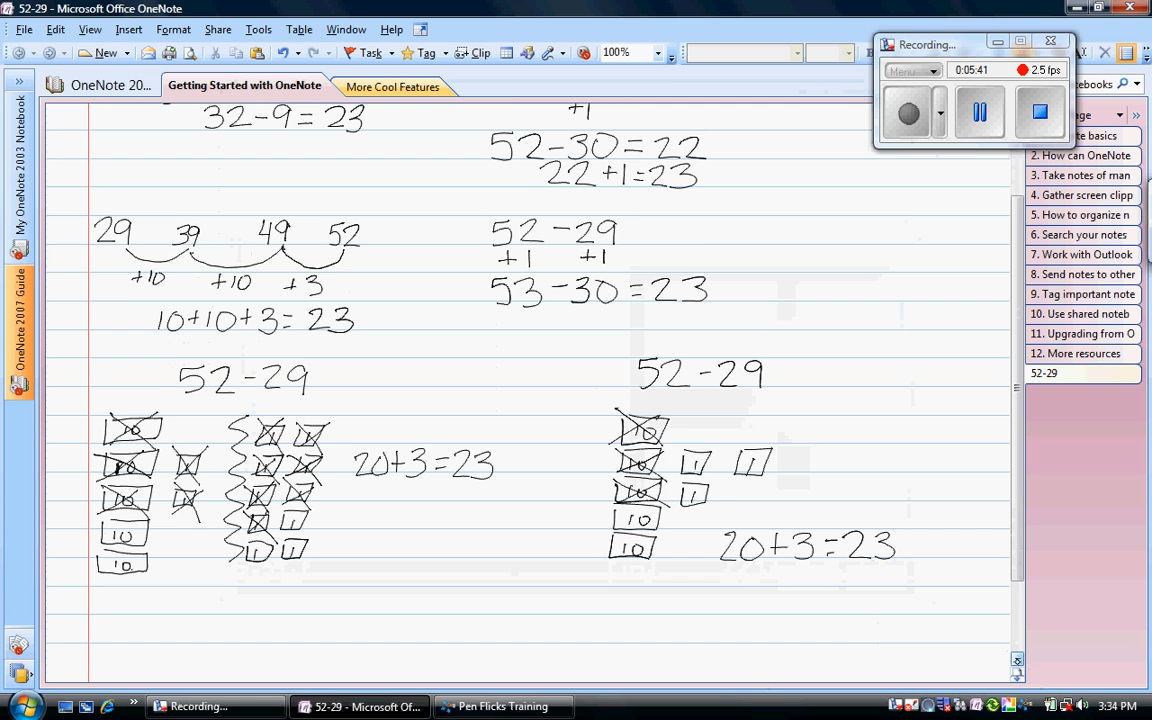 52-29 - Microsoft Office OneNote
File Edit View Insert Format Share Tools Table Window Help
New Task Tag Clip 100%
Recording...
Menu 0:05:41 2.5 fps
OneNote 20... Getting Started with OneNote More Cool Features
My OneNote 2003 Notebook
OneNote 2007 Guide
2. How can OneNote
3. Take notes of man
4. Gather screen clipp
5. How to organize n
6. Search your notes
7. Work with Outlook
8. Send notes to other
9. Tag important note
10. Use shared noteb
11. Upgrading from O
12. More resources
52-29
32-9=23
+1
52-30=22
22+1=23
29 39 49 52
+10 +10 +3
10+10+3=23
52-29
+1 +1
53-30=23
52-29
10 1 1
10 1 1 1
10 1 1 1
10 1 1
10 1 1
20+3=23
52-29
10
10 1 1
10 1
10
10
20+3=23
Recording... 52-29 - Microsoft Of... Pen Flicks Training 3:34 PM